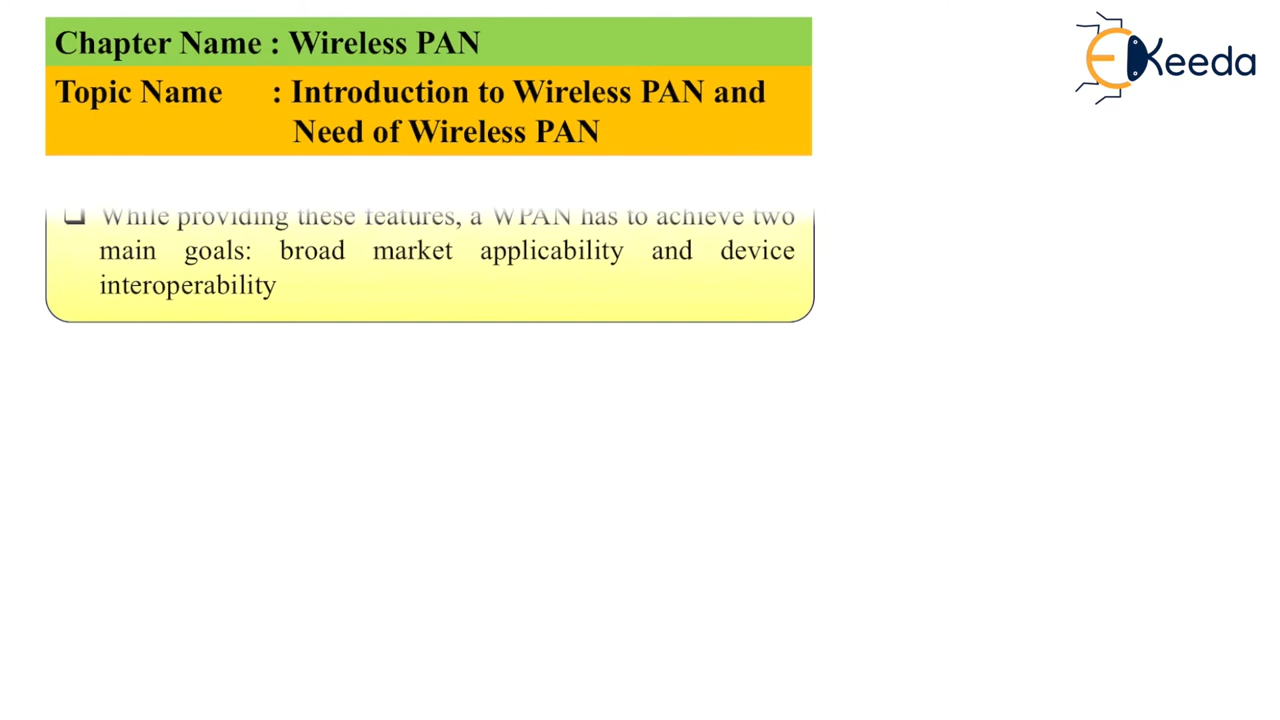 Chapter Name : Wireless PAN
Topic Name : Introduction to Wireless PAN and
Need of Wireless PAN
EKeeda
While providing these features, a WPAN has to achieve two
main goals: broad market applicability and device
interoperability